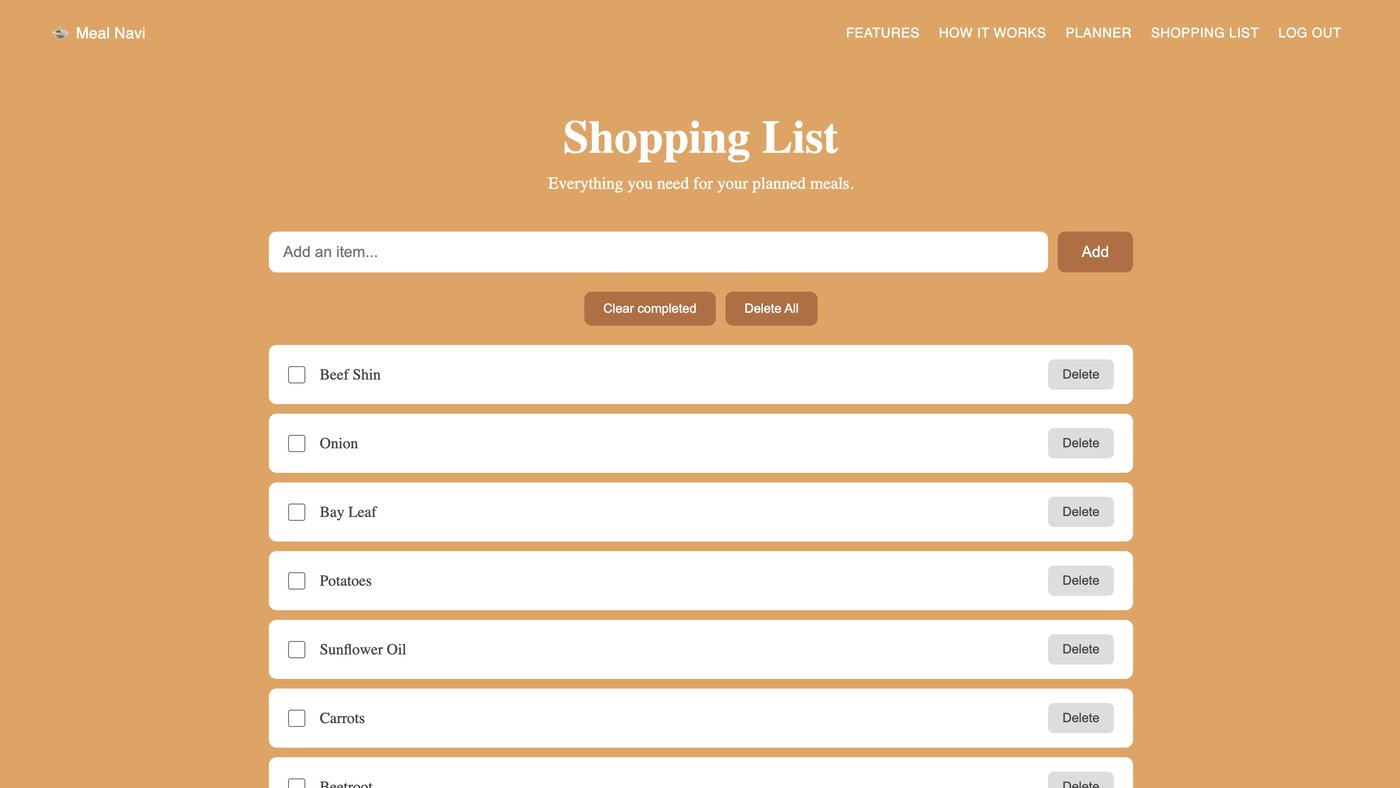 Meal Navi
FEATURES HOW IT WORKS PLANNER SHOPPING LIST LOG OUT
Shopping List
Everything you need for your planned meals.
Add an item... Add
Clear completed Delete All
Beef Shin Delete
Onion Delete
Bay Leaf Delete
Potatoes Delete
Sunflower Oil Delete
Carrots Delete
Beetroot Delete